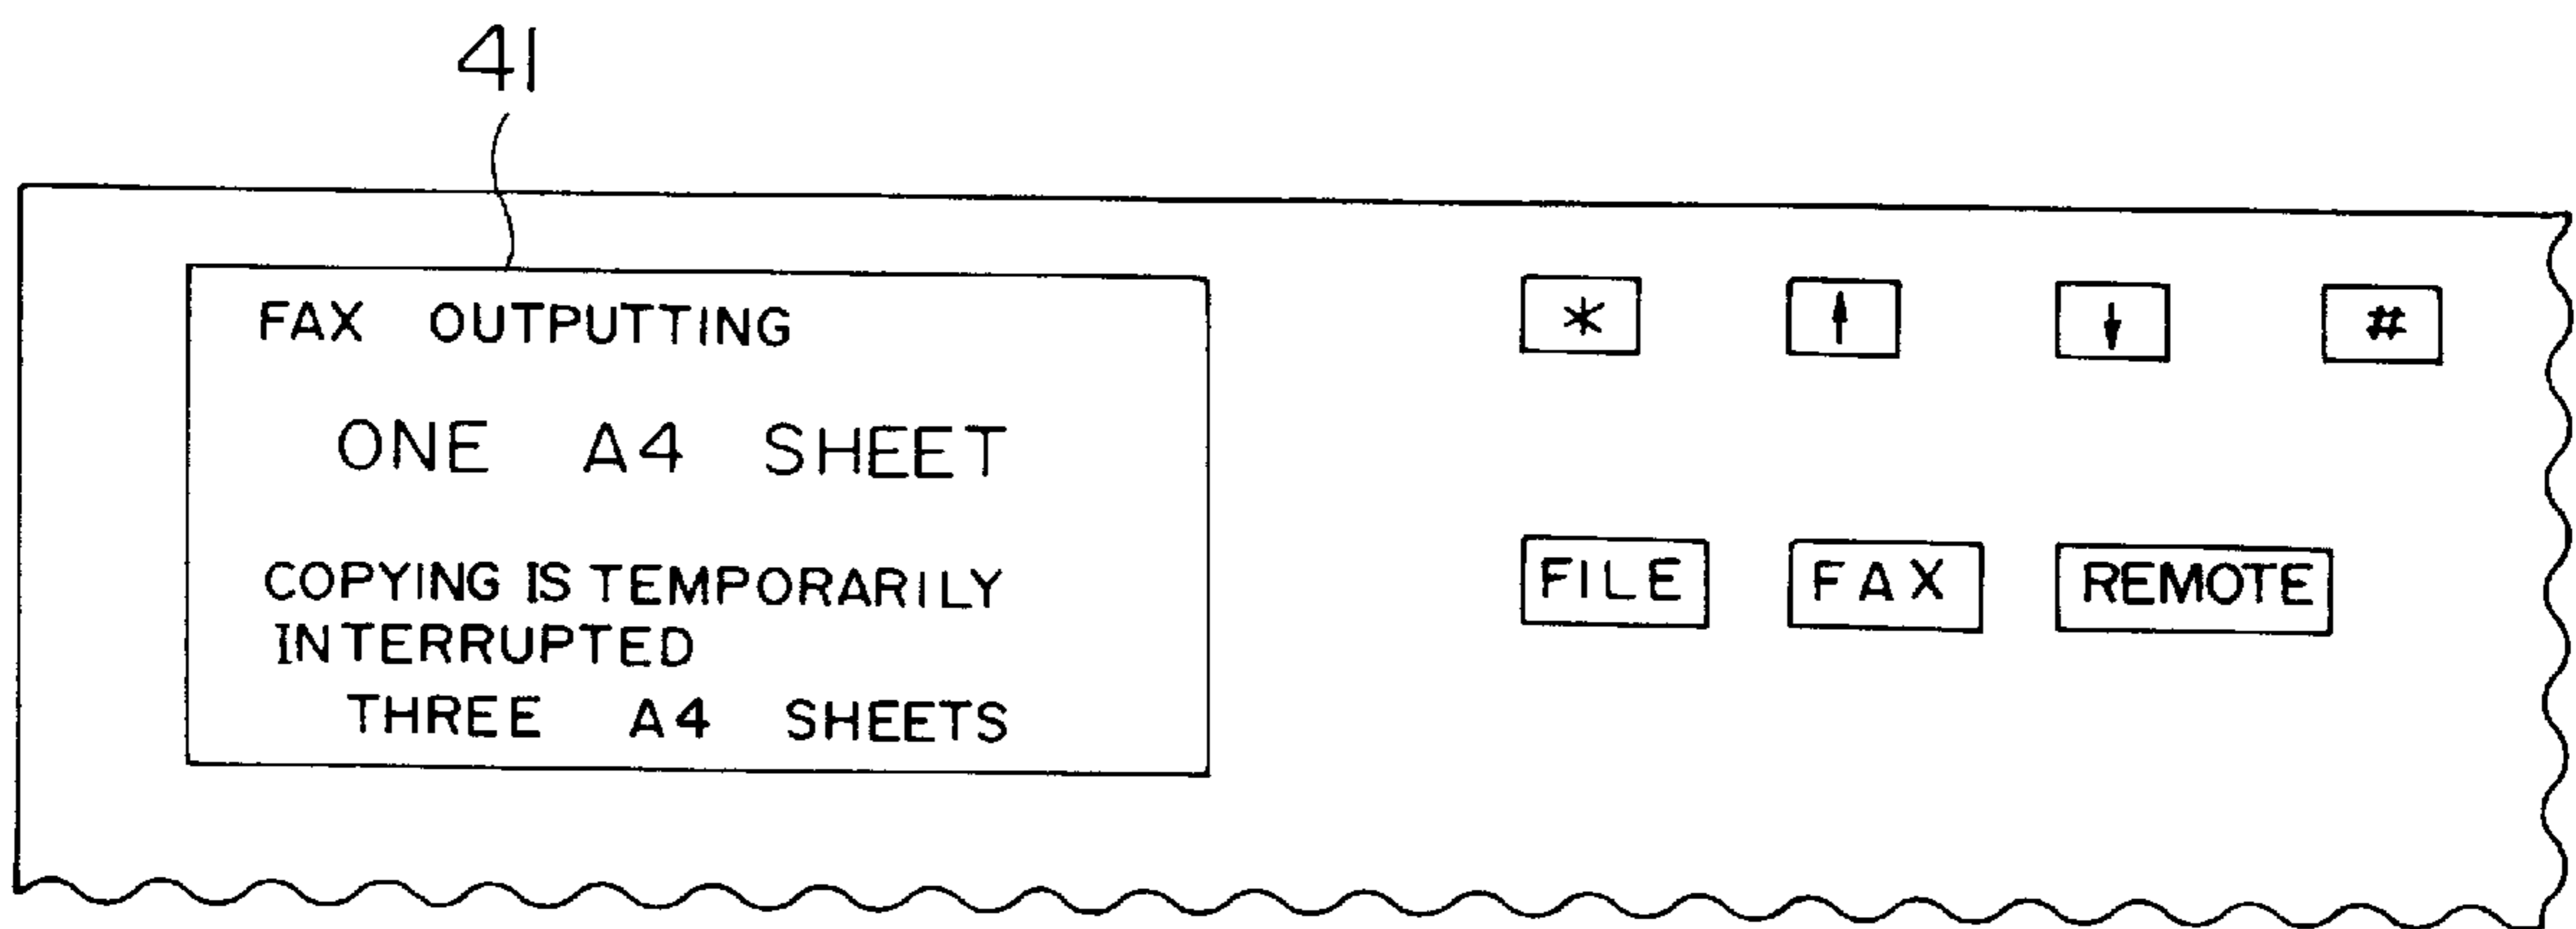 41
FAX OUTPUTTING
ONE A4 SHEET
COPYING IS TEMPORARILY
INTERRUPTED
THREE A4 SHEETS
* ↑ ↓ #
FILE FAX REMOTE